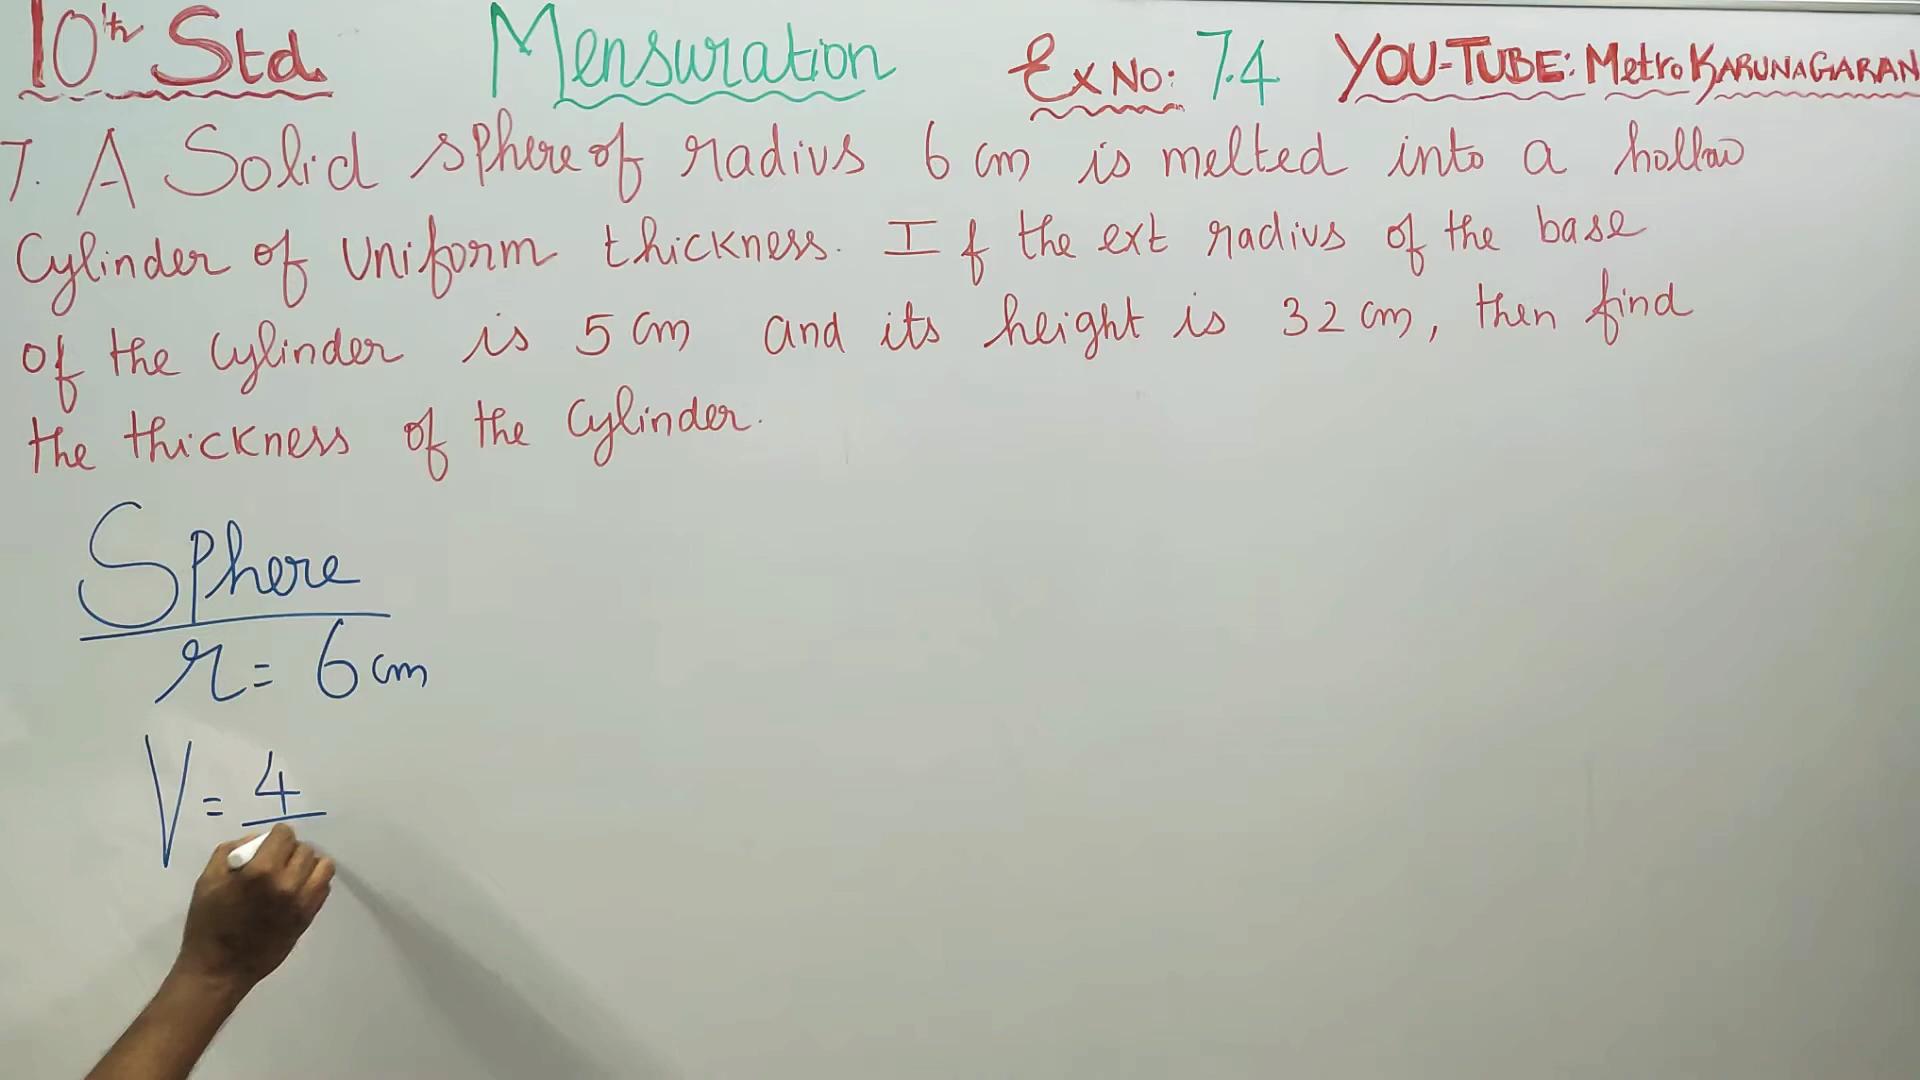 10th Std. Mensuration Ex No: 7.4 YOU-TUBE: Metro KARUNAGARAN
7. A Solid sphere of radius 6 cm is melted into a hollow
Cylinder of Uniform thickness. If the ext radius of the base
of the Cylinder is 5 cm and its height is 32 cm, then find
the thickness of the Cylinder.
Sphere
r = 6 cm
V = 4